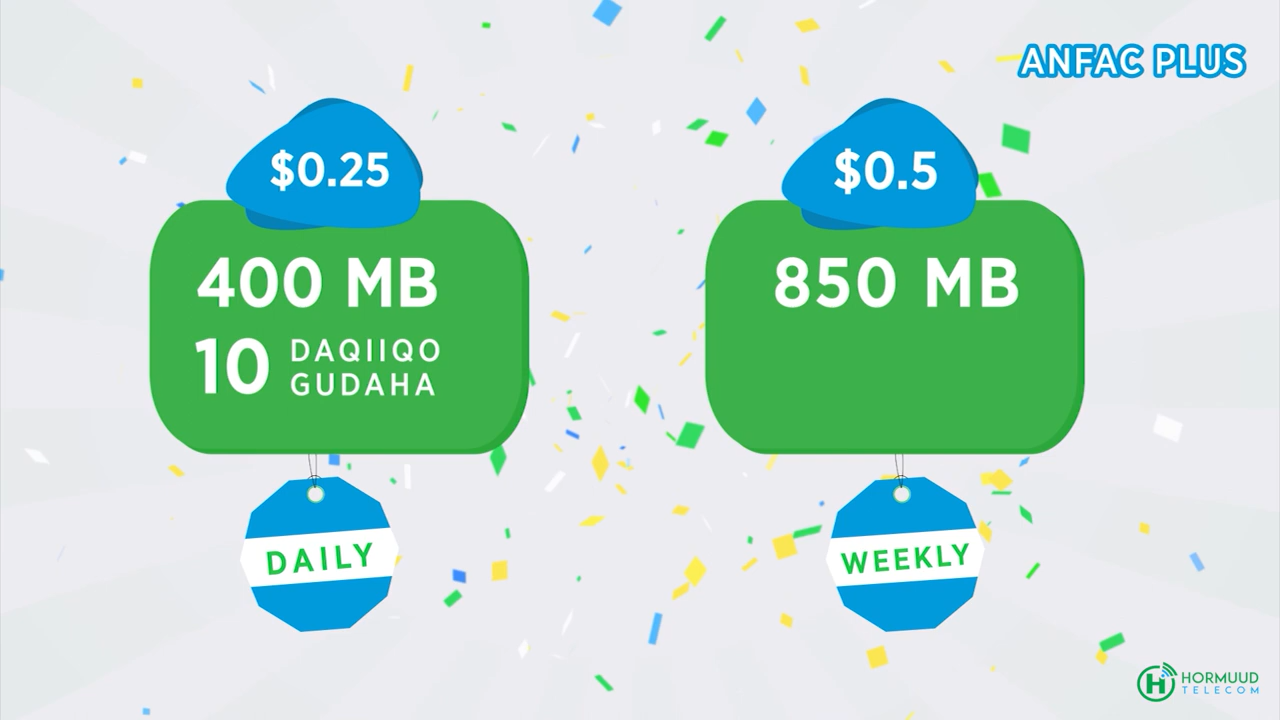 ANFAC PLUS
$0.25
400 MB
10 DAQIIQO
GUDAHA
DAILY
$0.5
850 MB
WEEKLY
HORMUUD
TELECOM